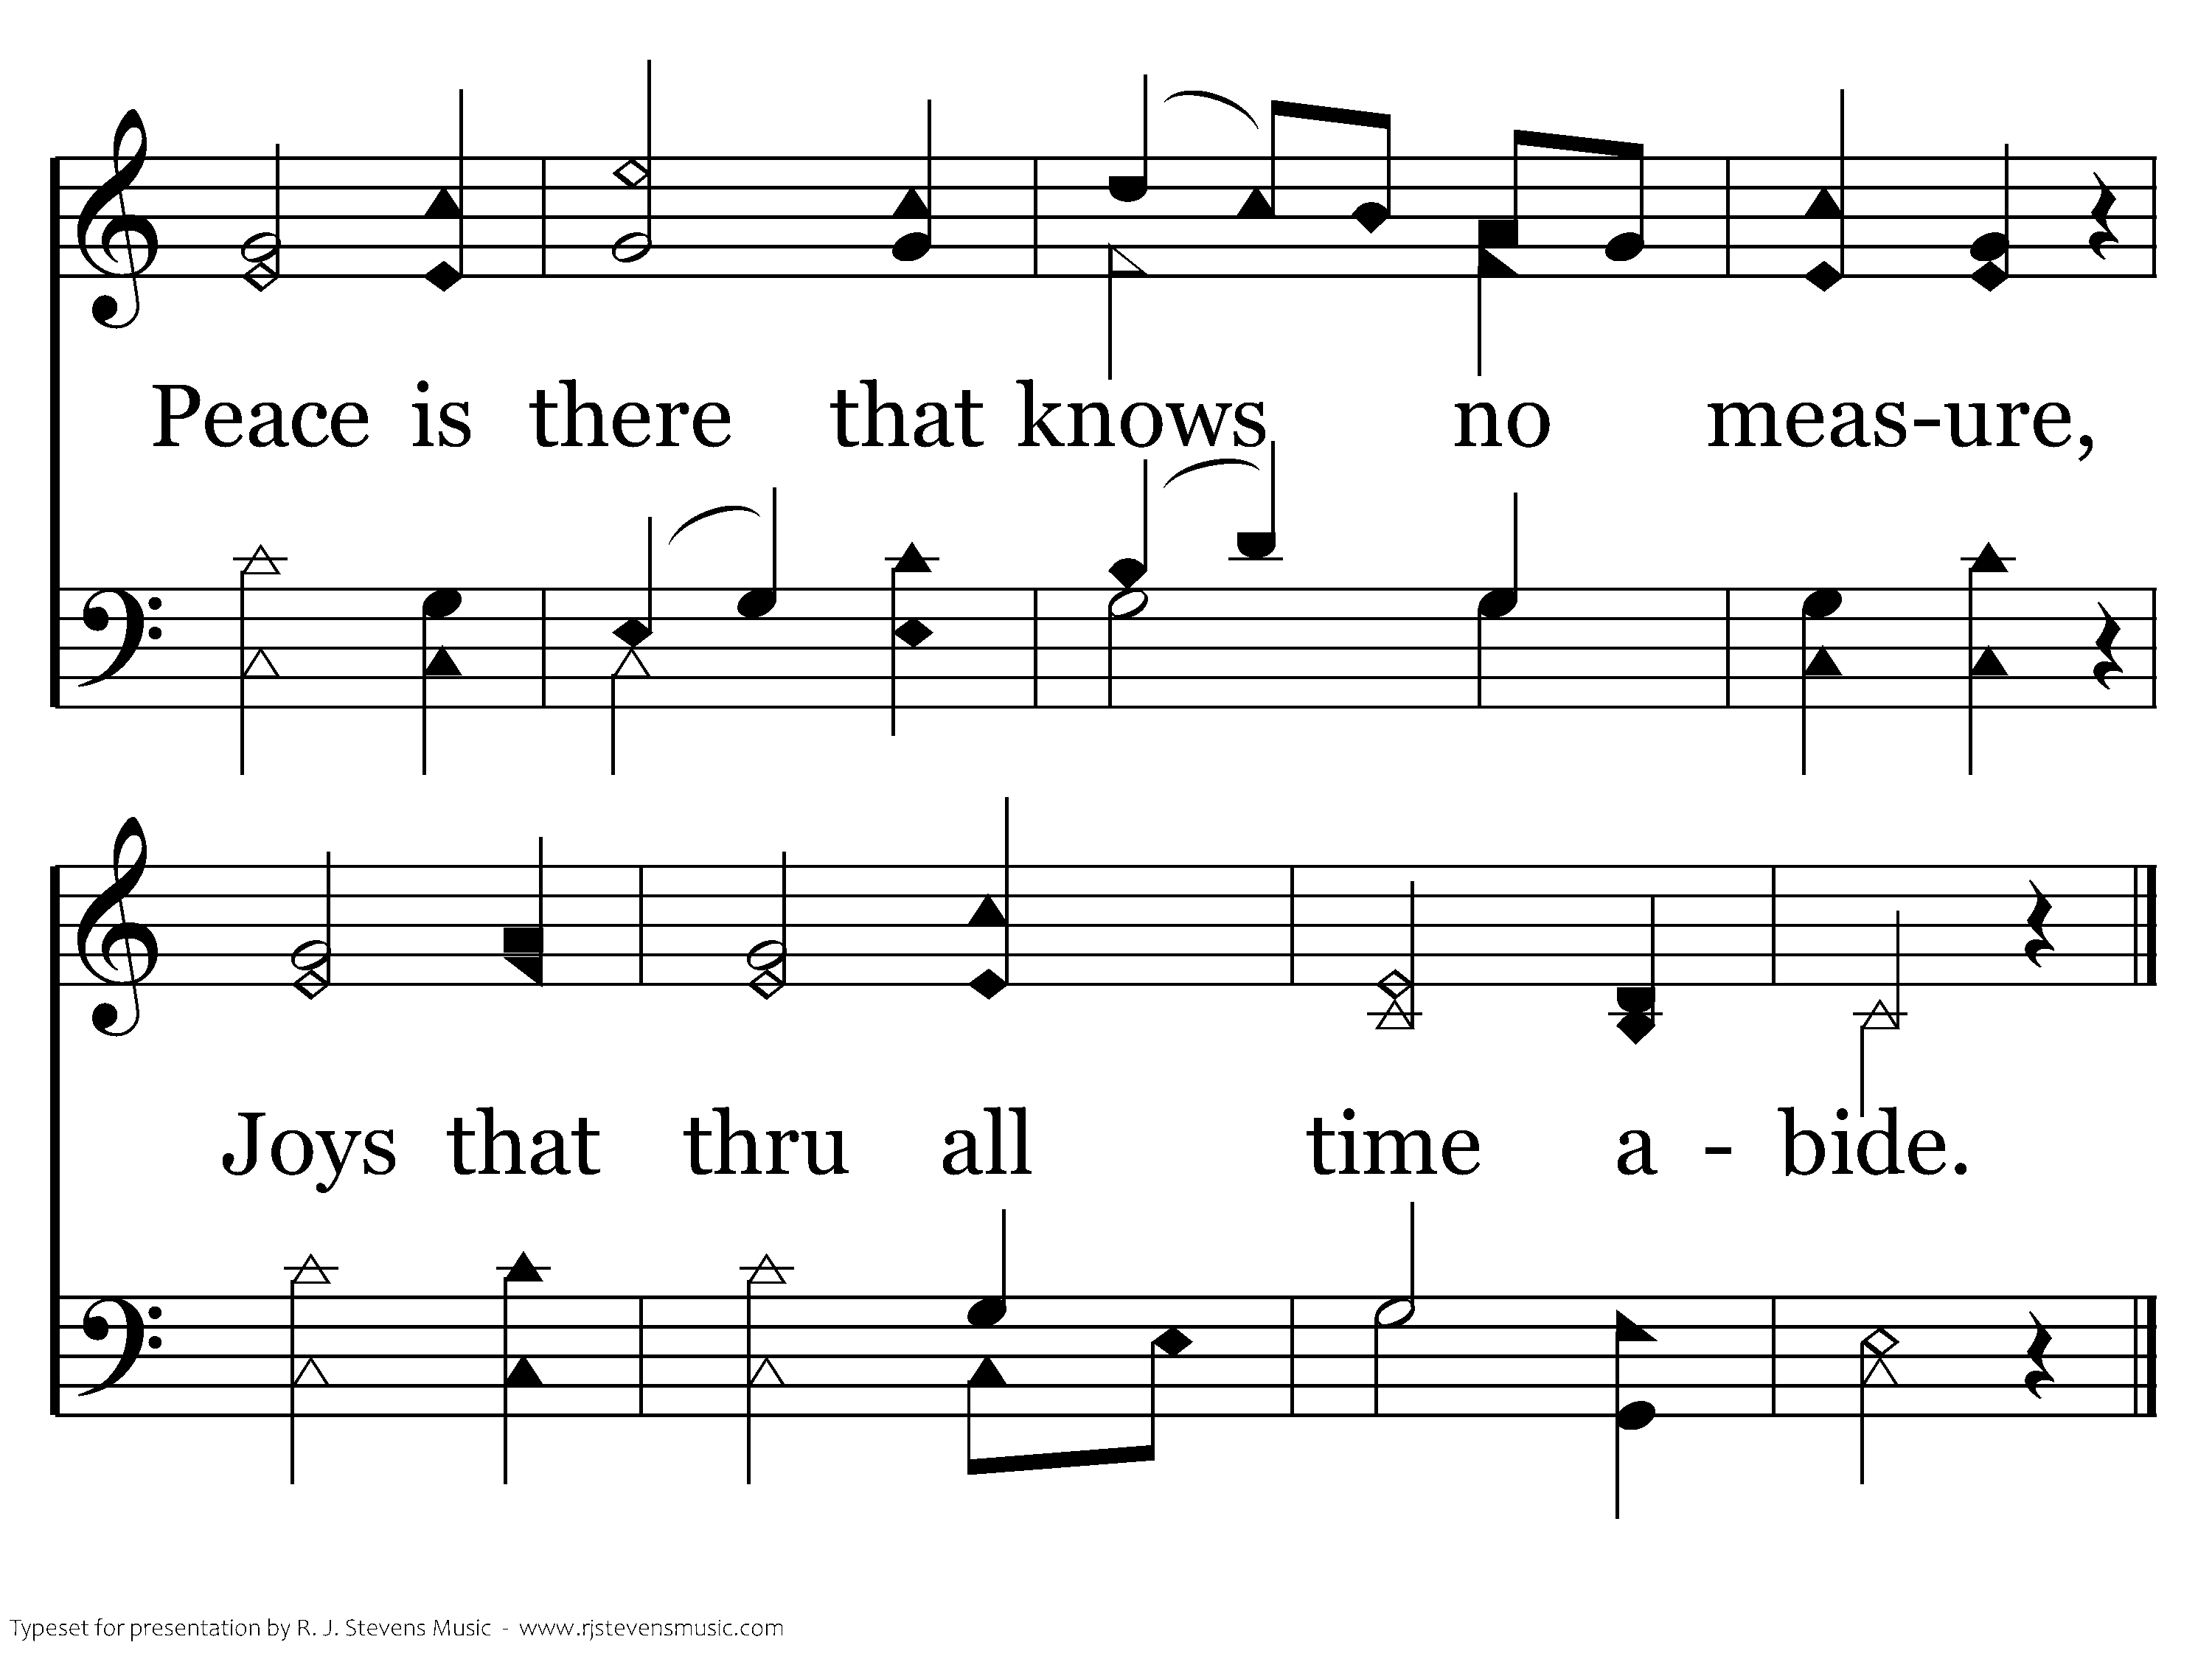 Peace is there that knows no meas-ure,
Joys that thru all time a - bide.
Typeset for presentation by R. J. Stevens Music - www.rjstevensmusic.com